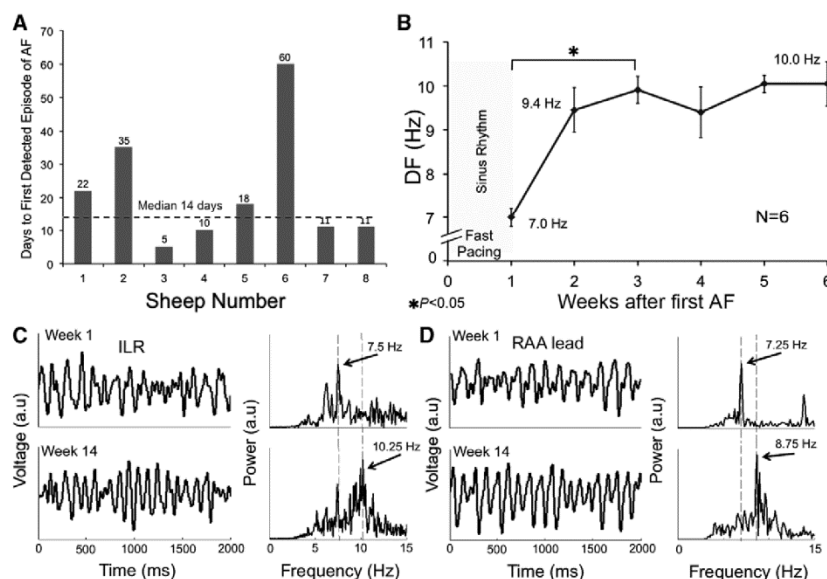 A
Days to First Detected Episode of AF
70
60
50
40
30
20
10
0
22
35
5
10
18
60
11
11
Median 14 days
1 2 3 4 5 6 7 8
Sheep Number
B
DF (Hz)
11
10
9
8
7
0
Sinus Rhythm
Fast
Pacing
*
7.0 Hz
9.4 Hz
10.0 Hz
N=6
0 1 2 3 4 5 6
Weeks after first AF
*P<0.05
C
Week 1
ILR
7.5 Hz
Voltage (a.u)
Power (a.u)
Week 14
10.25 Hz
0 500 1000 1500 2000
Time (ms)
0 5 10 15
Frequency (Hz)
D
Week 1
RAA lead
7.25 Hz
Voltage (a.u)
Power (a.u)
Week 14
8.75 Hz
0 500 1000 1500 2000
Time (ms)
0 5 10 15
Frequency (Hz)